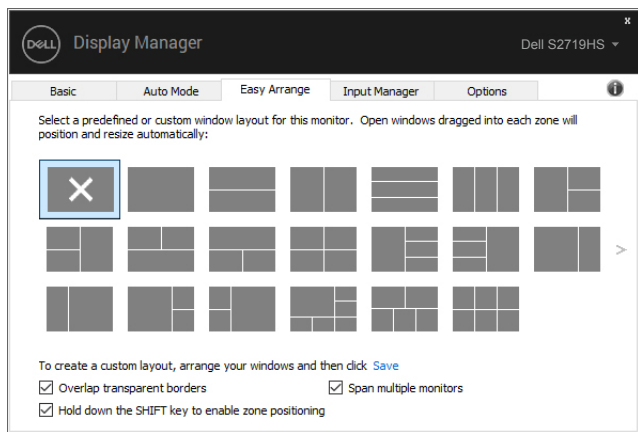 x
DELL Display Manager Dell S2719HS
Basic Auto Mode Easy Arrange Input Manager Options
Select a predefined or custom window layout for this monitor. Open windows dragged into each zone will
position and resize automatically:
To create a custom layout, arrange your windows and then click Save
Overlap transparent borders Span multiple monitors
Hold down the SHIFT key to enable zone positioning